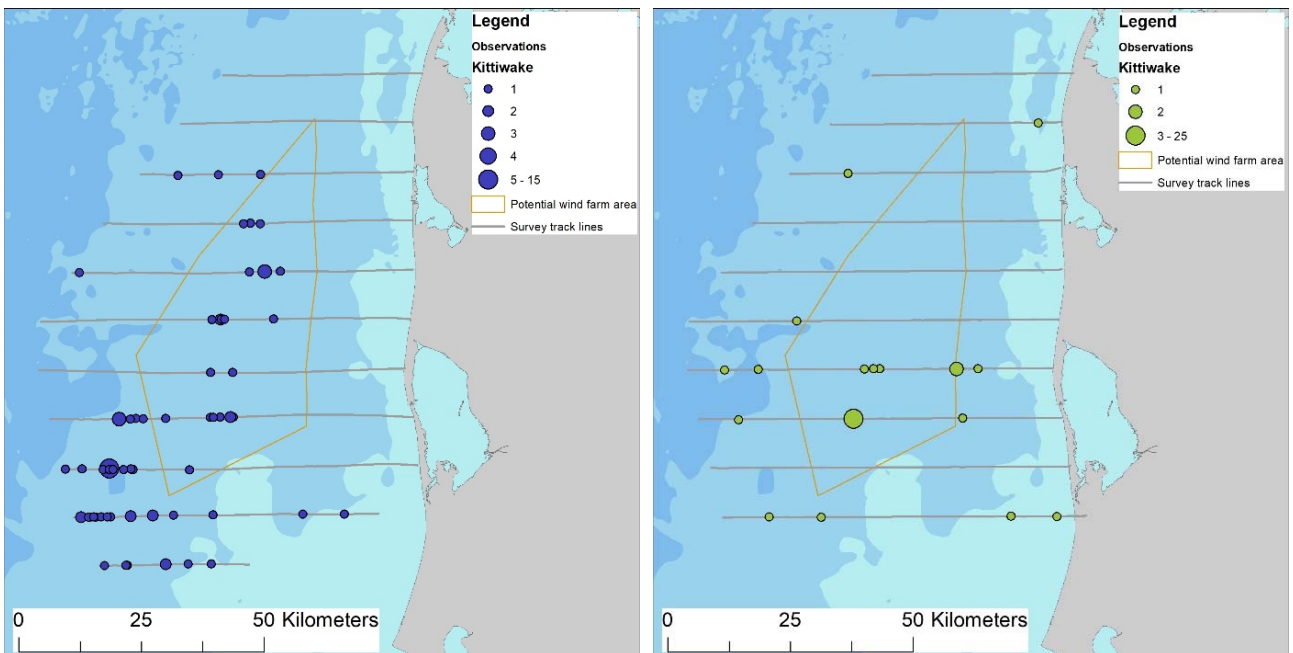 Legend
Observations
Kittiwake
1
2
3
4
5 - 15
Potential wind farm area
Survey track lines
0 25 50 Kilometers
Legend
Observations
Kittiwake
1
2
3 - 25
Potential wind farm area
Survey track lines
0 25 50 Kilometers